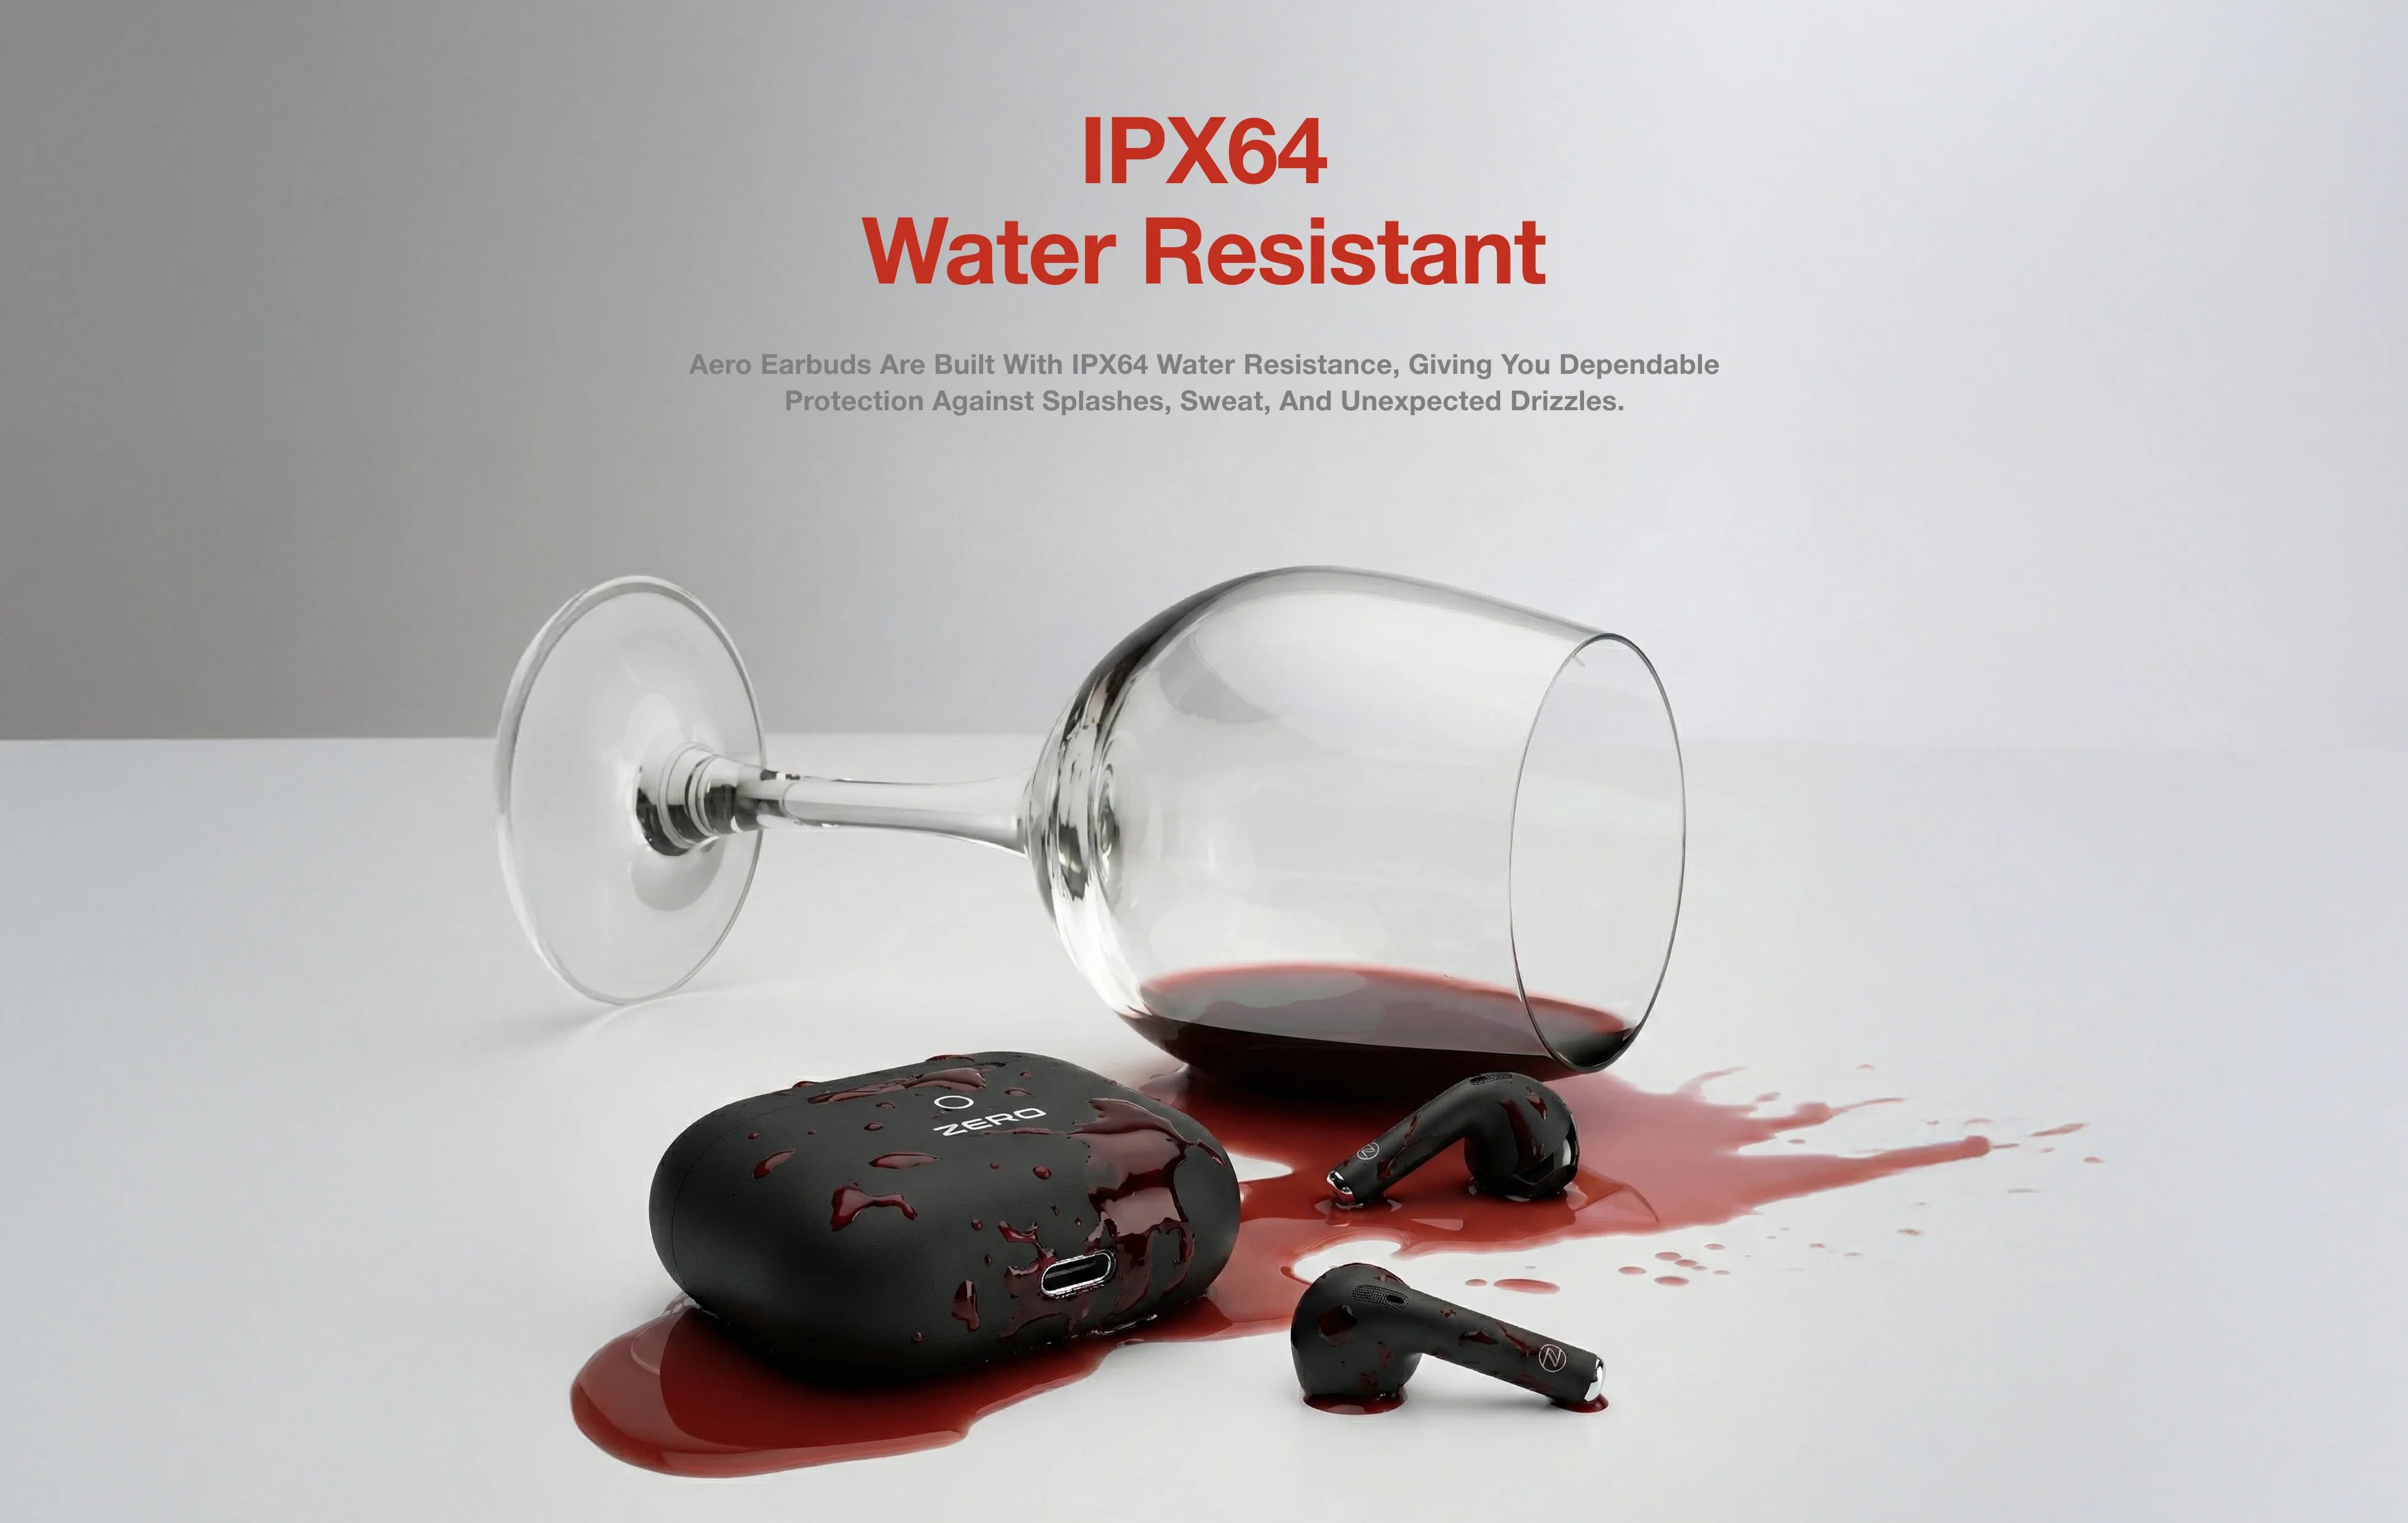 IPX64
Water Resistant
Aero Earbuds Are Built With IPX64 Water Resistance, Giving You Dependable
Protection Against Splashes, Sweat, And Unexpected Drizzles.
ZERO